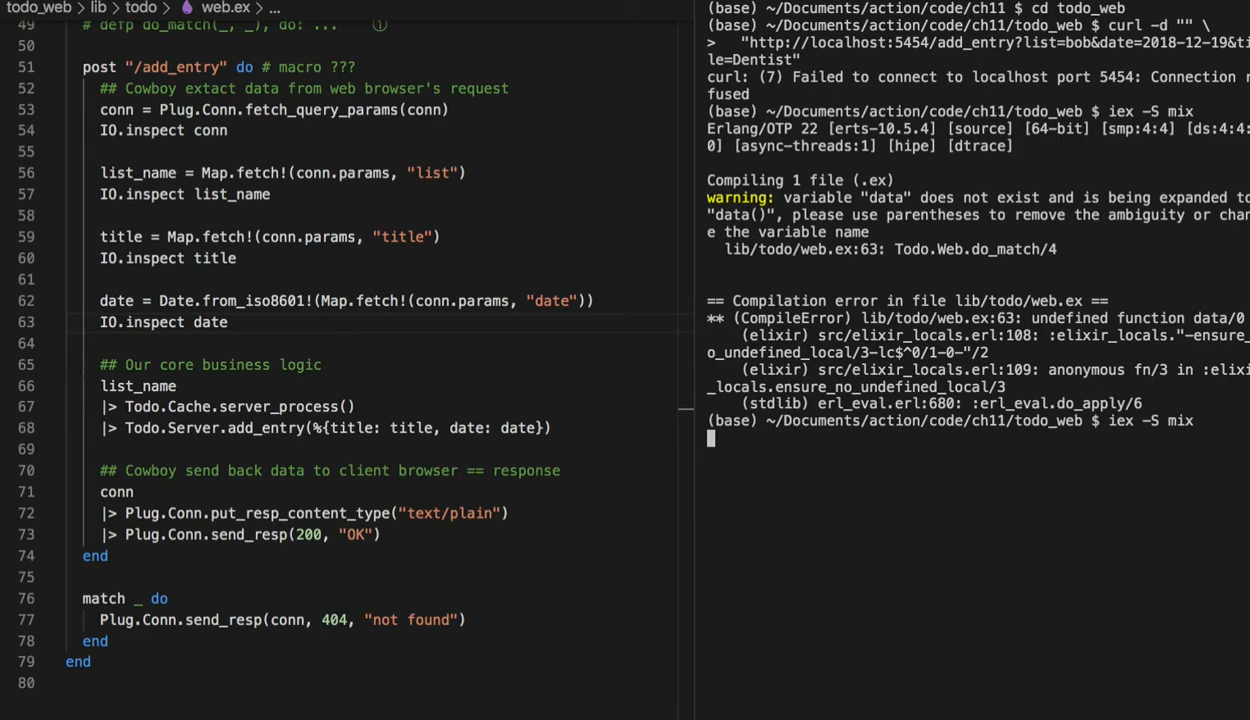 todo_web > lib > todo > web.ex > ...
49 # defp do_match(_, _), do: ... ①
50
51 post "/add_entry" do # macro ???
52 ## Cowboy extact data from web browser's request
53 conn = Plug.Conn.fetch_query_params(conn)
54 IO.inspect conn
55
56 list_name = Map.fetch!(conn.params, "list")
57 IO.inspect list_name
58
59 title = Map.fetch!(conn.params, "title")
60 IO.inspect title
61
62 date = Date.from_iso8601!(Map.fetch!(conn.params, "date"))
63 IO.inspect date
64
65 ## Our core business logic
66 list_name
67 |> Todo.Cache.server_process()
68 |> Todo.Server.add_entry(%{title: title, date: date})
69
70 ## Cowboy send back data to client browser == response
71 conn
72 |> Plug.Conn.put_resp_content_type("text/plain")
73 |> Plug.Conn.send_resp(200, "OK")
74 end
75
76 match _ do
77 Plug.Conn.send_resp(conn, 404, "not found")
78 end
79 end
80
(base) ~/Documents/action/code/ch11 $ cd todo_web
(base) ~/Documents/action/code/ch11/todo_web $ curl -d "" \
> "http://localhost:5454/add_entry?list=bob&date=2018-12-19&ti
le=Dentist"
curl: (7) Failed to connect to localhost port 5454: Connection r
fused
(base) ~/Documents/action/code/ch11/todo_web $ iex -S mix
Erlang/OTP 22 [erts-10.5.4] [source] [64-bit] [smp:4:4] [ds:4:4:
0] [async-threads:1] [hipe] [dtrace]
Compiling 1 file (.ex)
warning: variable "data" does not exist and is being expanded to
"data()", please use parentheses to remove the ambiguity or chan
e the variable name
lib/todo/web.ex:63: Todo.Web.do_match/4
== Compilation error in file lib/todo/web.ex ==
** (CompileError) lib/todo/web.ex:63: undefined function data/0
(elixir) src/elixir_locals.erl:108: :elixir_locals."-ensure_
o_undefined_local/3-lc$^0/1-0-"/2
(elixir) src/elixir_locals.erl:109: anonymous fn/3 in :elixi
_locals.ensure_no_undefined_local/3
(stdlib) erl_eval.erl:680: :erl_eval.do_apply/6
(base) ~/Documents/action/code/ch11/todo_web $ iex -S mix